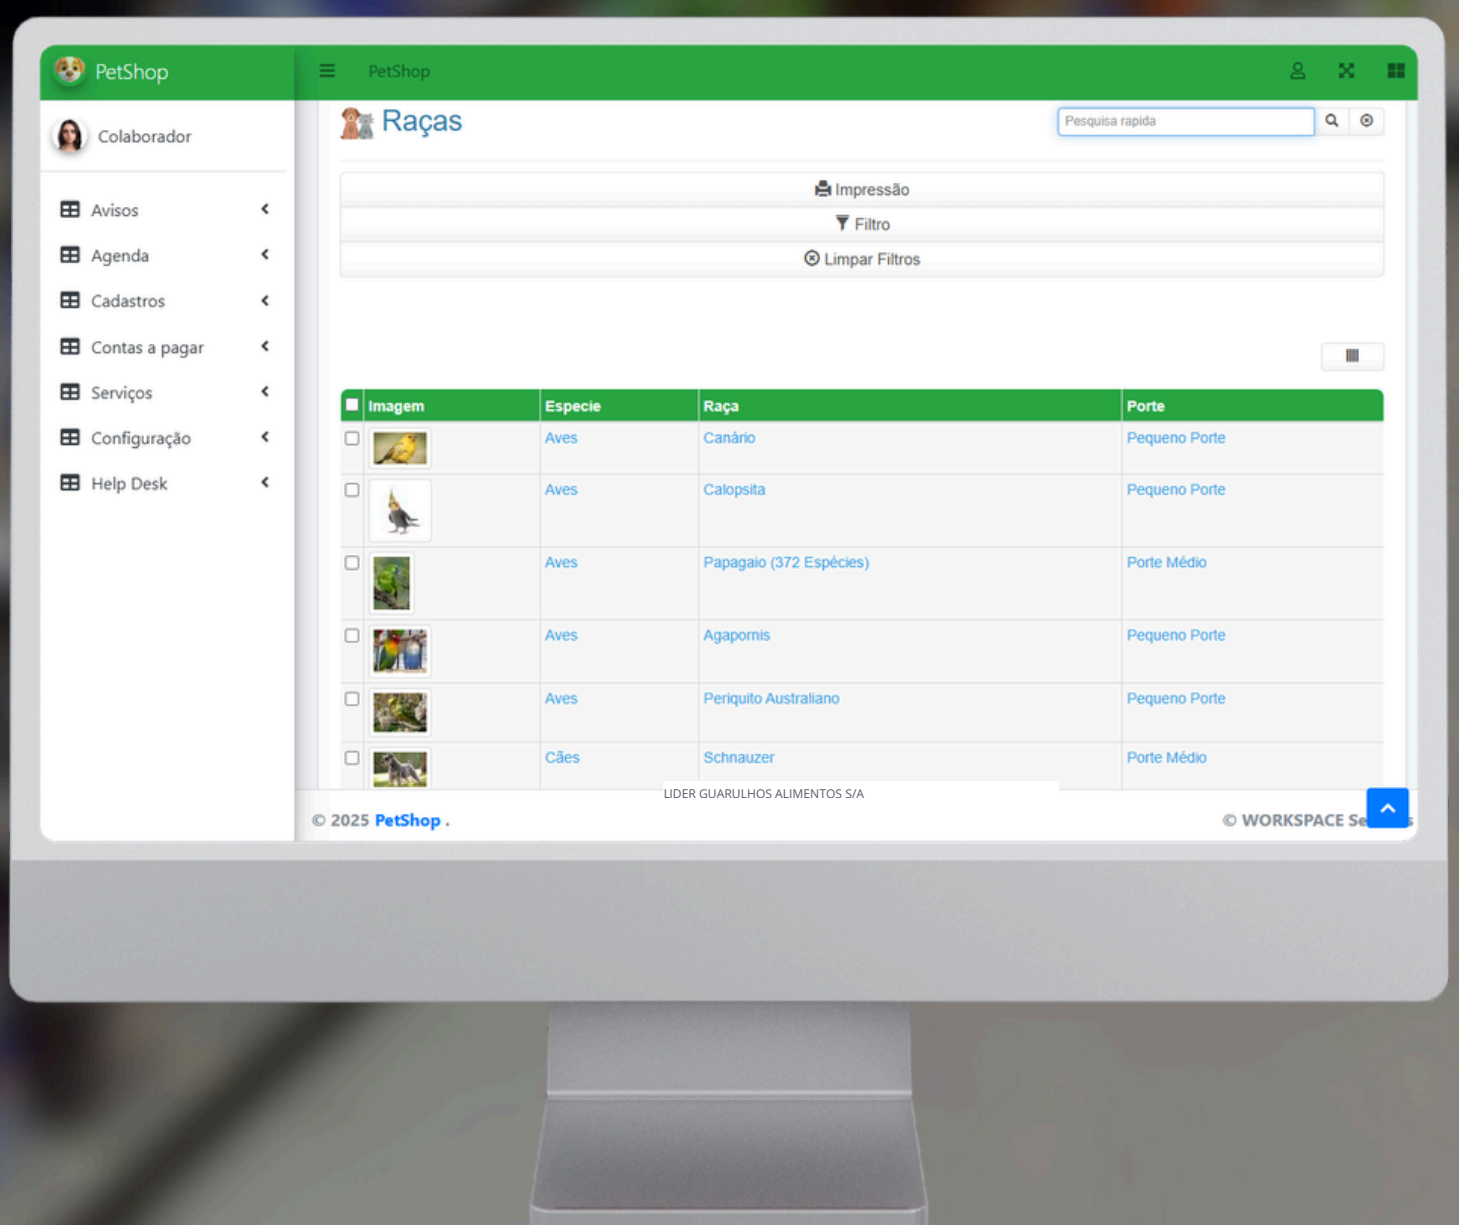 PetShop
PetShop
Colaborador
Raças
Pesquisa rapida
Avisos
Agenda
Cadastros
Contas a pagar
Serviços
Configuração
Help Desk
Impressão
Filtro
Limpar Filtros
Imagem Especie Raça Porte
Aves Canário Pequeno Porte
Aves Calopsita Pequeno Porte
Aves Papagaio (372 Espécies) Porte Médio
Aves Agapornis Pequeno Porte
Aves Periquito Australiano Pequeno Porte
Cães Schnauzer Porte Médio
LIDER GUARULHOS ALIMENTOS S/A
© 2025 PetShop .
© WORKSPACE